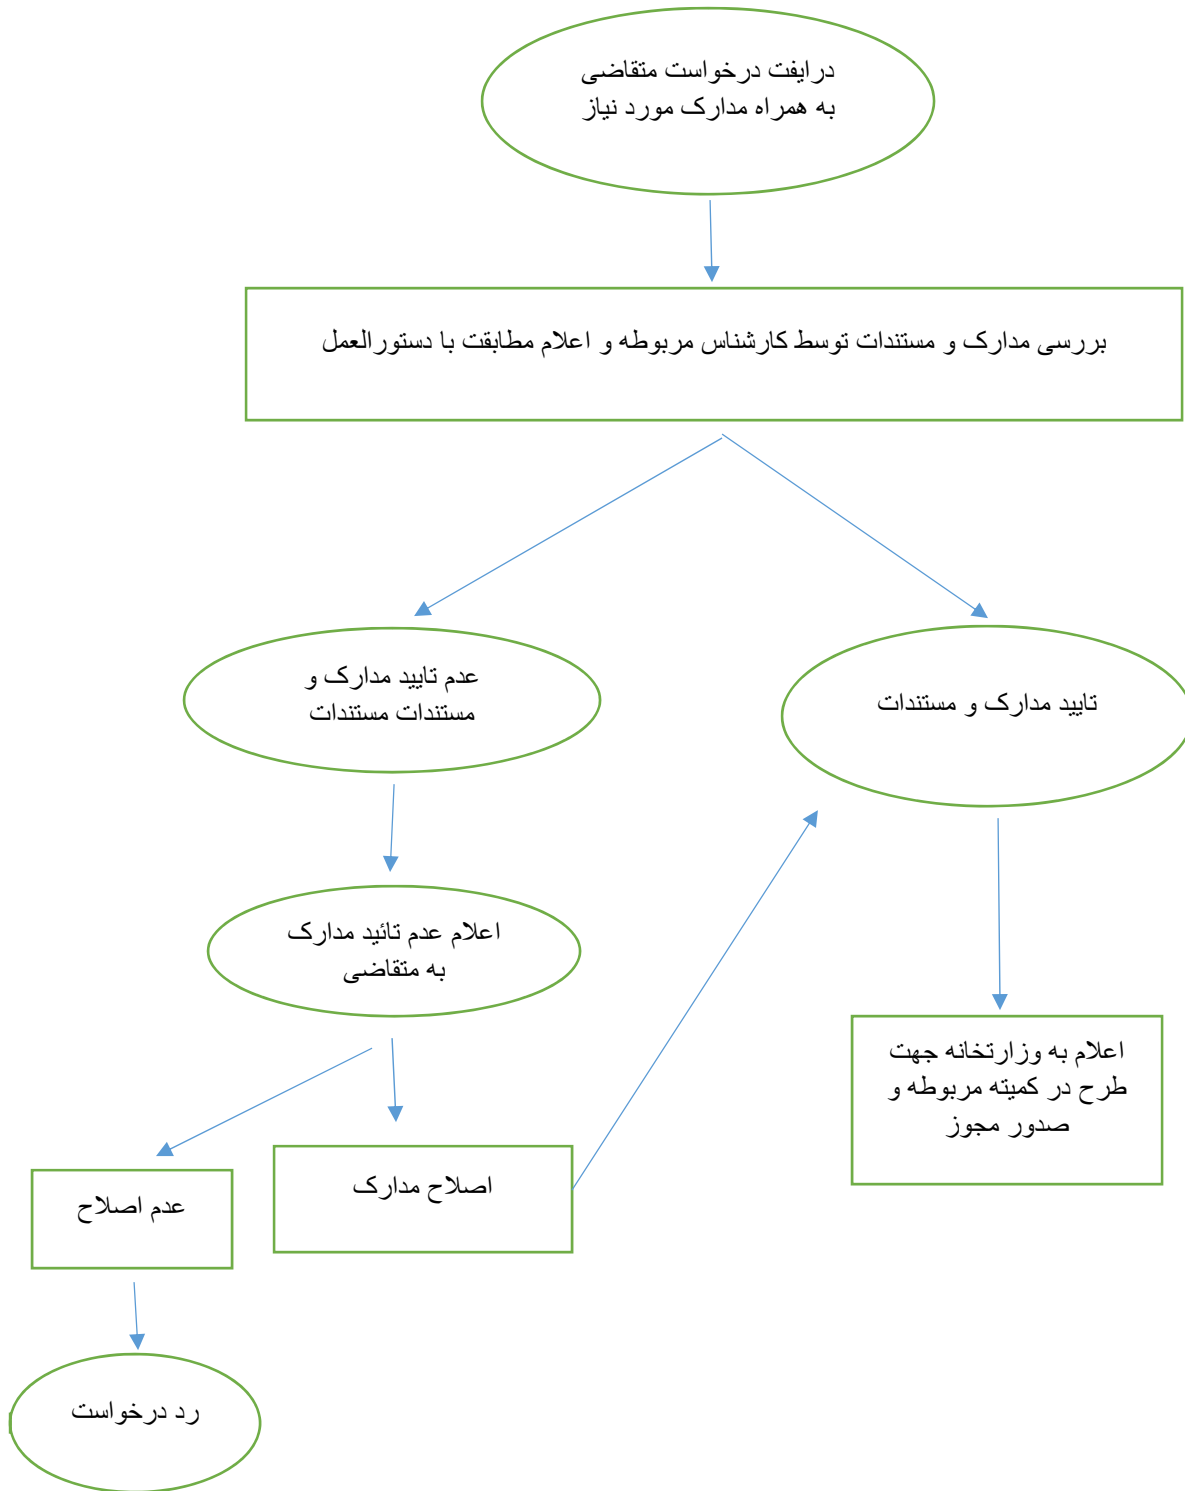 درایفت درخواست متقاضی
به همراه مدارک مورد نیاز
بررسی مدارک و مستندات توسط کارشناس مربوطه و اعلام مطابقت با دستورالعمل
عدم تایید مدارک و
مستندات مستندات
تایید مدارک و مستندات
اعلام عدم تائید مدارک
به متقاضی
اعلام به وزارتخانه جهت
طرح در کمیته مربوطه و
صدور مجوز
اصلاح مدارک
عدم اصلاح
رد درخواست